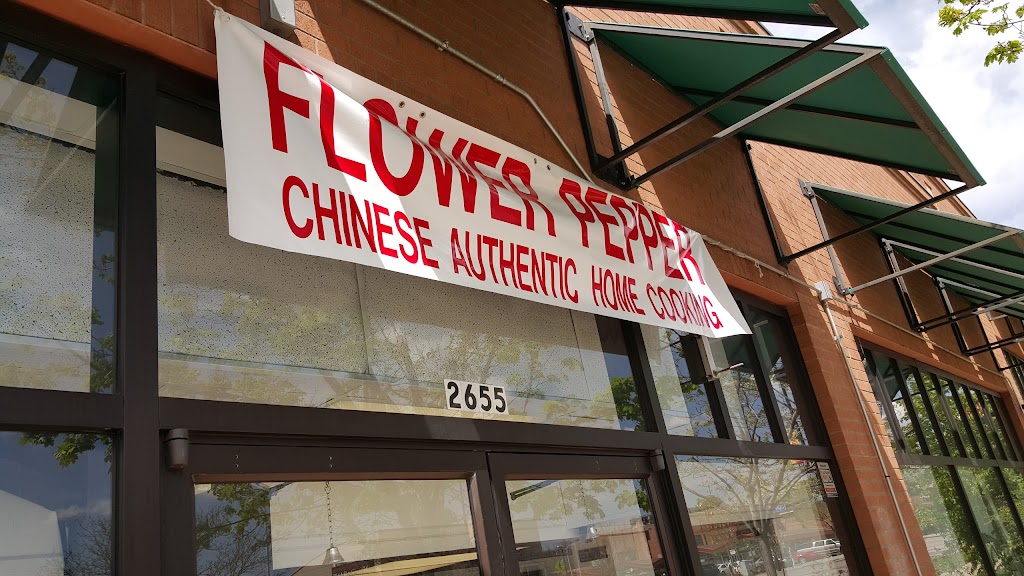 FLOWER PEPPER
CHINESE AUTHENTIC HOME COOKING
2655